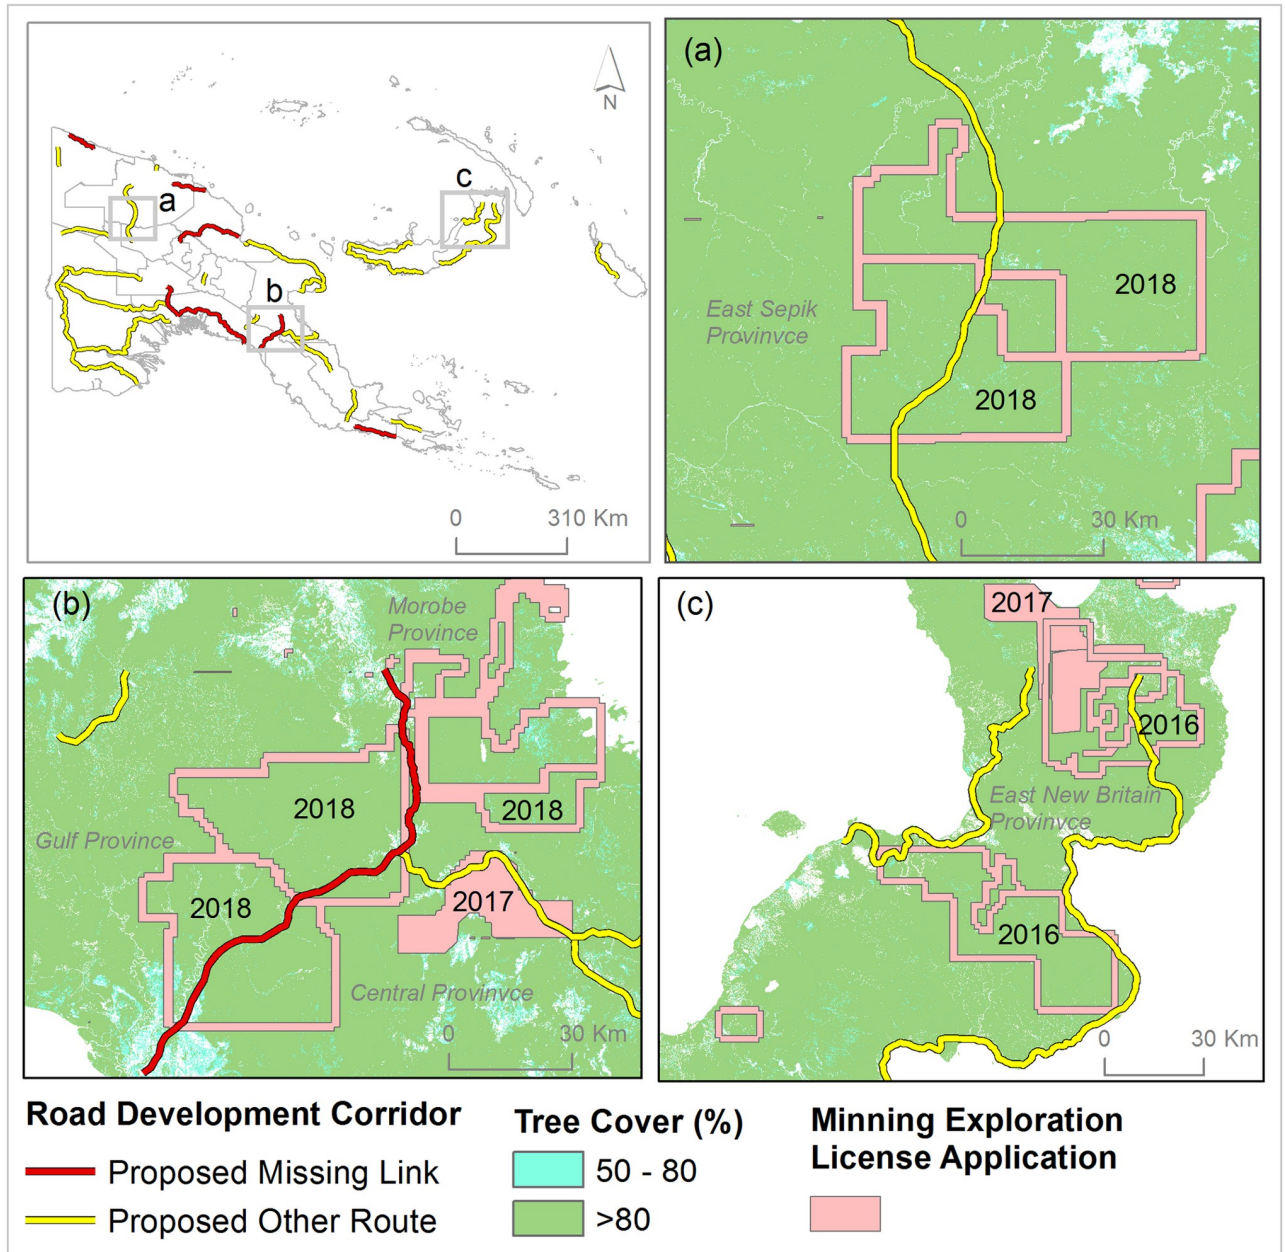 N
a
b
c
0 310 Km
(a)
2018
East Sepik
Provinvce
2018
0 30 Km
(b)
Morobe
Province
2018
2018
Gulf Province
2018
2017
Central Provinvce
0 30 Km
(c)
2017
2016
East New Britain
Provinvce
2016
0 30 Km
Road Development Corridor
Proposed Missing Link
Proposed Other Route
Tree Cover (%)
50 - 80
>80
Minning Exploration
License Application